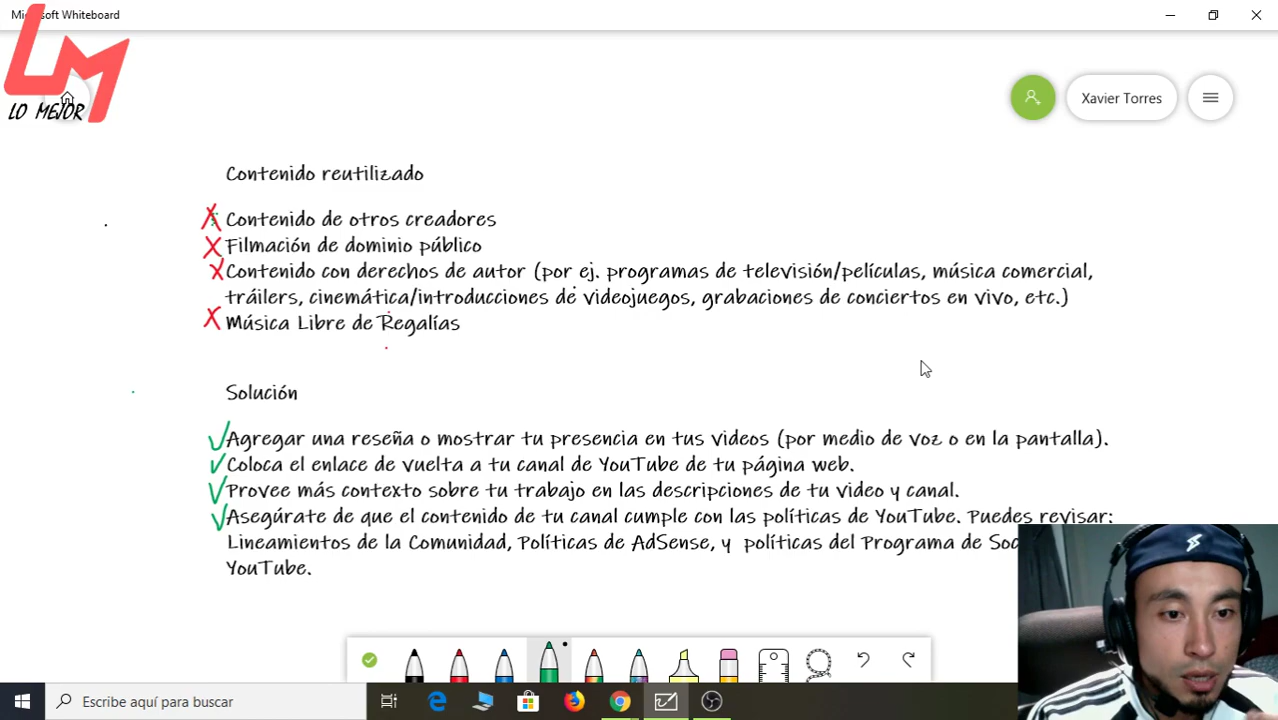 Microsoft Whiteboard
LM
LO MEJOR
Xavier Torres
Contenido reutilizado
Contenido de otros creadores
Filmación de dominio público
Contenido con derechos de autor (por ej. programas de televisión/películas, música comercial,
tráilers, cinemática/introducciones de videojuegos, grabaciones de conciertos en vivo, etc.)
Música Libre de Regalías
Solución
Agregar una reseña o mostrar tu presencia en tus videos (por medio de voz o en la pantalla).
Coloca el enlace de vuelta a tu canal de YouTube de tu página web.
Provee más contexto sobre tu trabajo en las descripciones de tu video y canal.
Asegúrate de que el contenido de tu canal cumple con las políticas de YouTube. Puedes revisar:
Lineamientos de la Comunidad, Políticas de AdSense, y políticas del Programa de
YouTube.
Escribe aquí para buscar